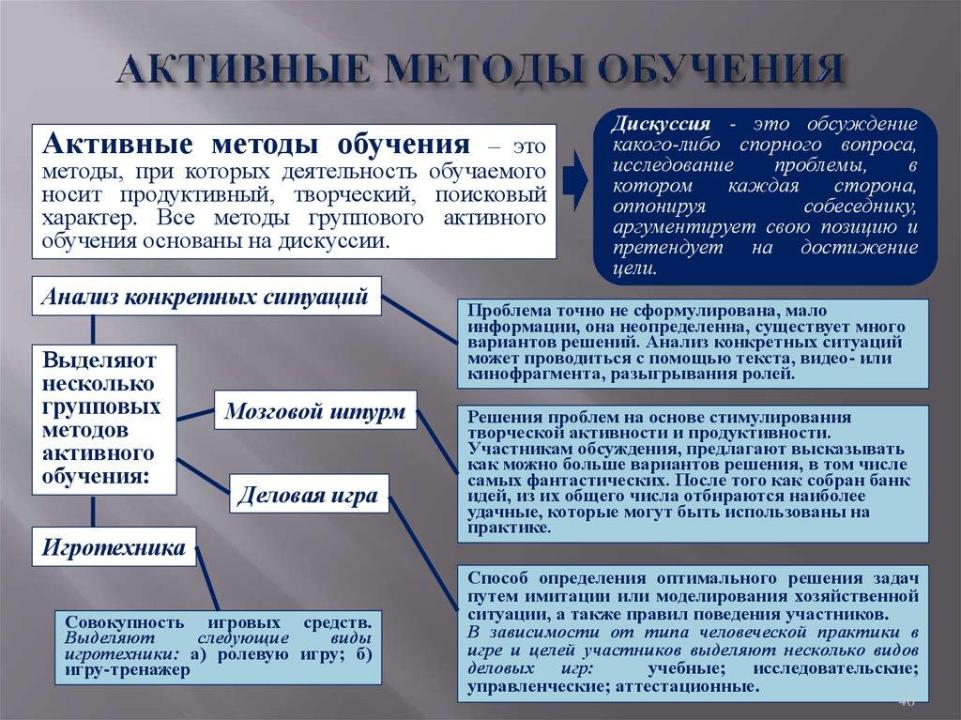 АКТИВНЫЕ МЕТОДЫ ОБУЧЕНИЯ
Активные методы обучения – это
методы, при которых деятельность обучаемого
носит продуктивный, творческий, поисковый
характер. Все методы группового активного
обучения основаны на дискуссии.
Дискуссия - это обсуждение
какого-либо спорного вопроса,
исследование проблемы, в
котором каждая сторона,
оппонируя собеседнику,
аргументирует свою позицию и
претендует на достижение
цели.
Анализ конкретных ситуаций
Проблема точно не сформулирована, мало
информации, она неопределенна, существует много
вариантов решений. Анализ конкретных ситуаций
может проводиться с помощью текста, видео- или
кинофрагмента, разыгрывания ролей.
Выделяют
несколько
групповых
методов
активного
обучения:
Мозговой штурм
Решения проблем на основе стимулирования
творческой активности и продуктивности.
Участникам обсуждения, предлагают высказывать
как можно больше вариантов решения, в том числе
самых фантастических. После того как собран банк
идей, из их общего числа отбираются наиболее
удачные, которые могут быть использованы на
практике.
Деловая игра
Игротехника
Способ определения оптимального решения задач
путем имитации или моделирования хозяйственной
ситуации, а также правил поведения участников.
В зависимости от типа человеческой практики в
игре и целей участников выделяют несколько видов
деловых игр: учебные; исследовательские;
управленческие; аттестационные.
Совокупность игровых средств.
Выделяют следующие виды
игротехники: а) ролевую игру; б)
игру-тренажер
40